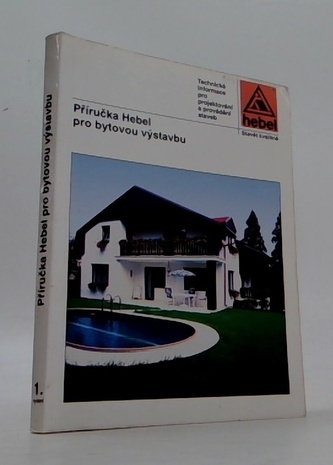 Příručka Hebel
pro bytovou výstavbu
Technické
informace
pro
projektování
a provádění
staveb
hebel
Stavět kvalitně
Příručka Hebel pro bytovou výstavbu
1.